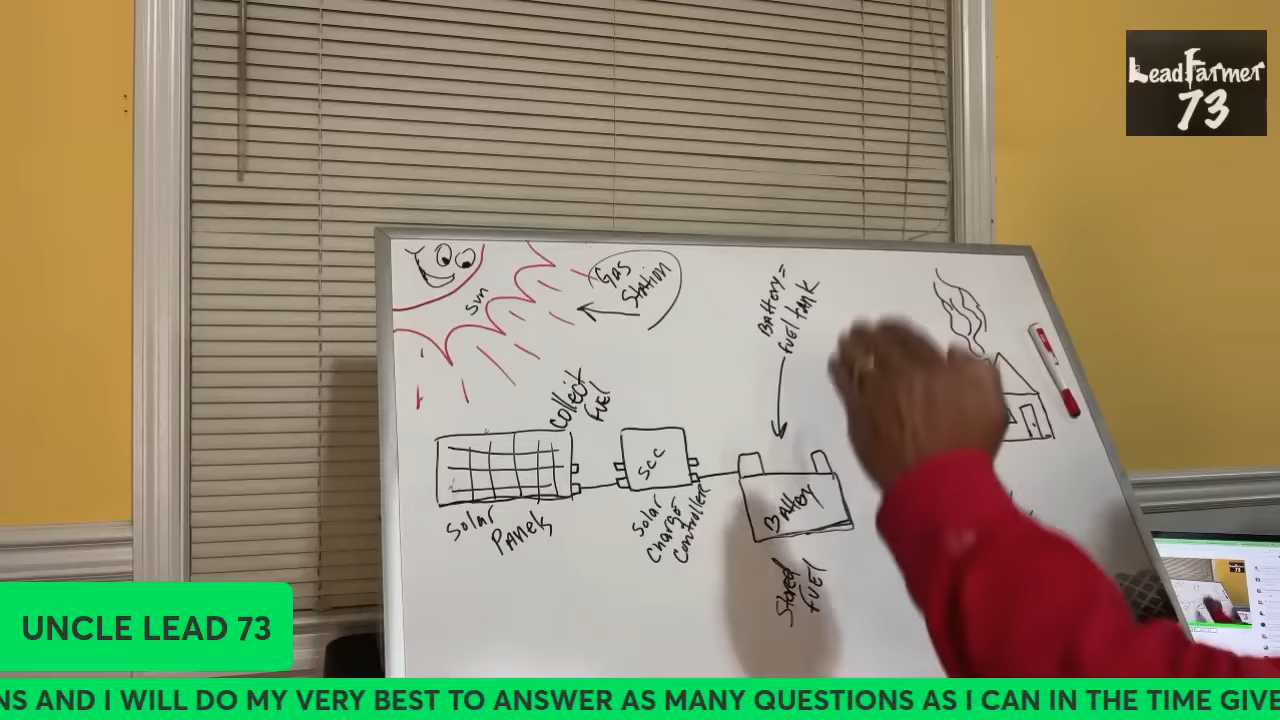 LeadFarmer
73
Sun
Gas
Station
Battery =
Fuel tank
Collect
Fuel
Solar
Panels
SCC
Solar
Charge
Controller
Battery
Stored
Fuel
UNCLE LEAD 73
NS AND I WILL DO MY VERY BEST TO ANSWER AS MANY QUESTIONS AS I CAN IN THE TIME GIVE